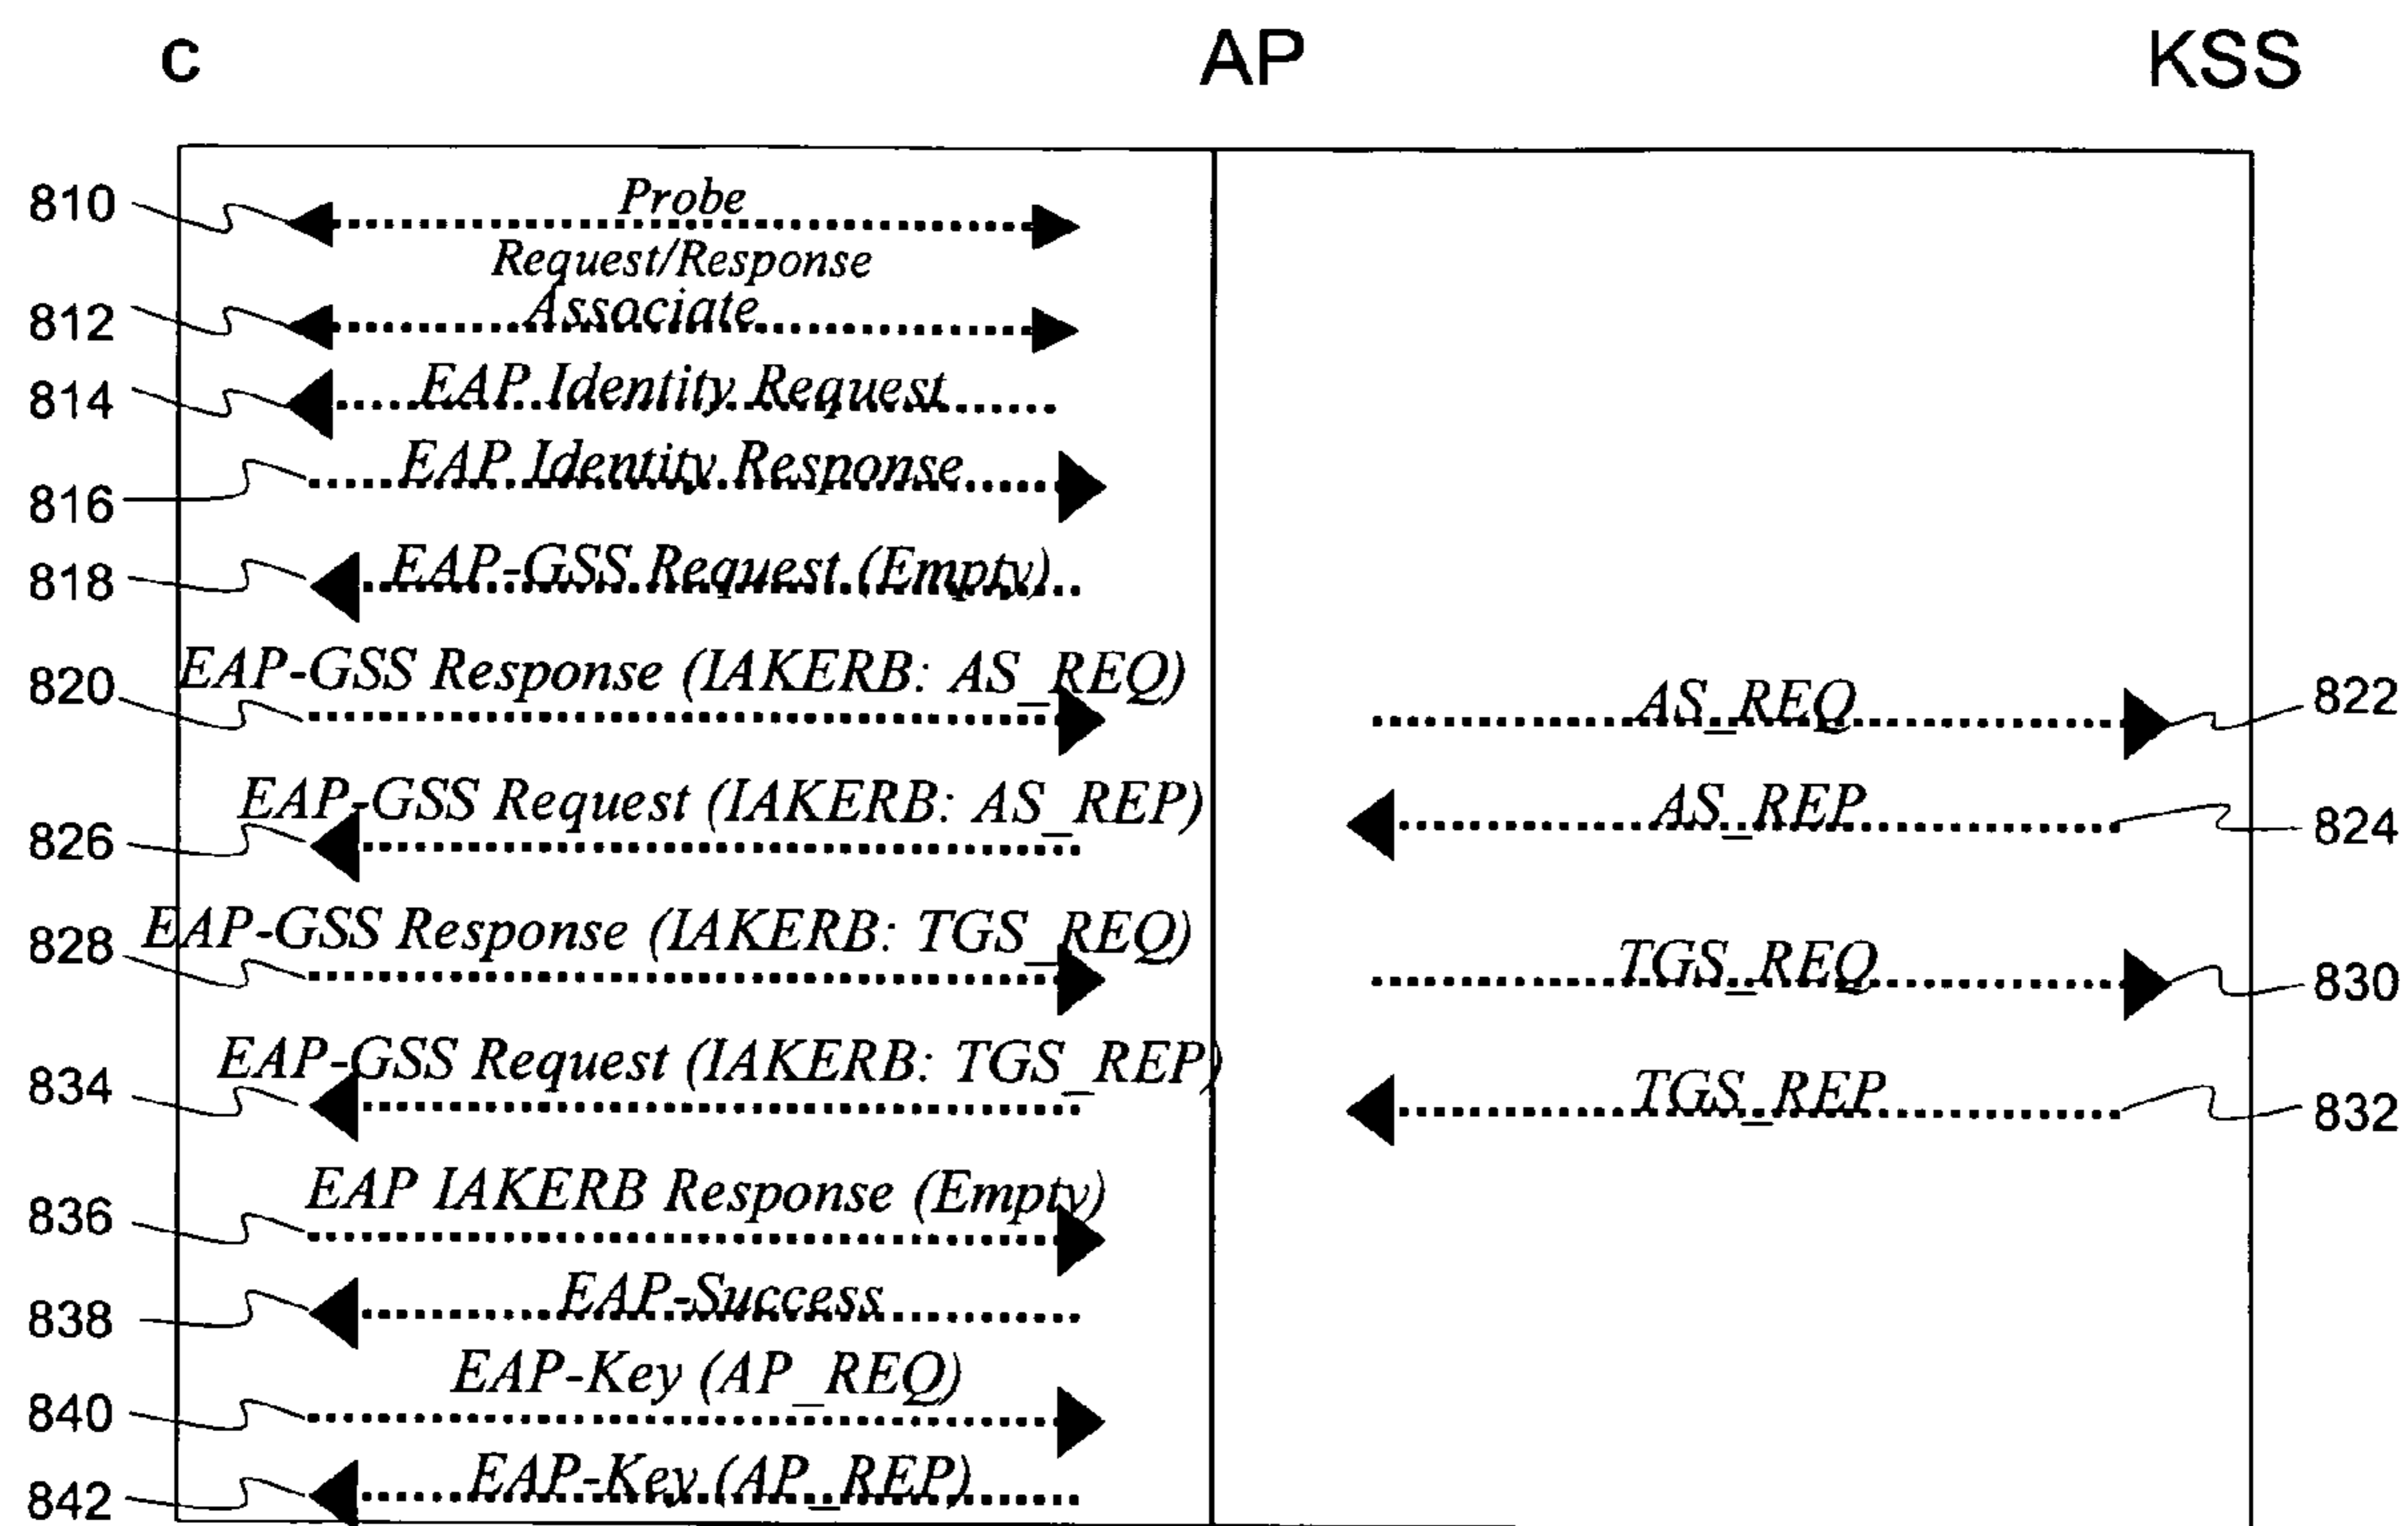 C AP KSS
810 Probe
Request/Response
812 Associate
814 EAP Identity Request
816 EAP Identity Response
818 EAP-GSS Request (Empty)
820 EAP-GSS Response (IAKERB: AS_REQ) AS_REQ 822
826 EAP-GSS Request (IAKERB: AS_REP) AS_REP 824
828 EAP-GSS Response (IAKERB: TGS_REQ) TGS_REQ 830
834 EAP-GSS Request (IAKERB: TGS_REP) TGS_REP 832
836 EAP IAKERB Response (Empty)
838 EAP-Success
840 EAP-Key (AP_REQ)
842 EAP-Key (AP_REP)